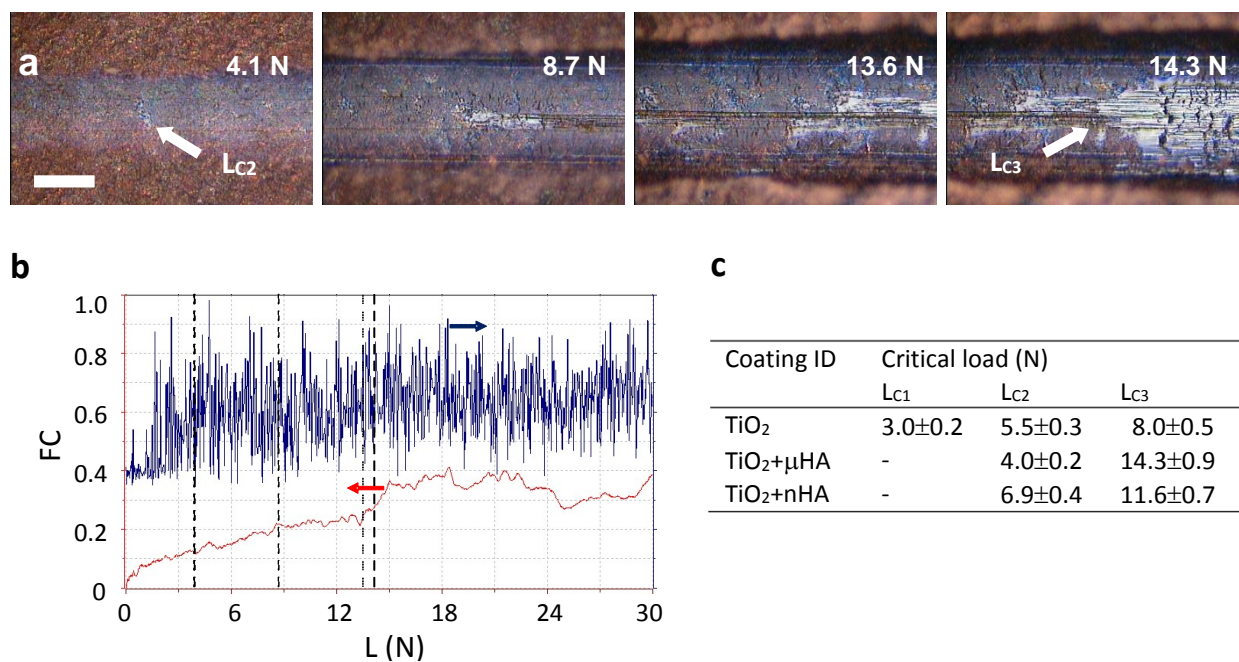 a
4.1 N
8.7 N
13.6 N
14.3 N
LC2
LC3
b
1.0
0.8
0.6
0.4
0.2
0
FC
0 6 12 18 24 30
L (N)
c
Coating ID Critical load (N)
LC1 LC2 LC3
TiO2 3.0±0.2 5.5±0.3 8.0±0.5
TiO2+μHA - 4.0±0.2 14.3±0.9
TiO2+nHA - 6.9±0.4 11.6±0.7